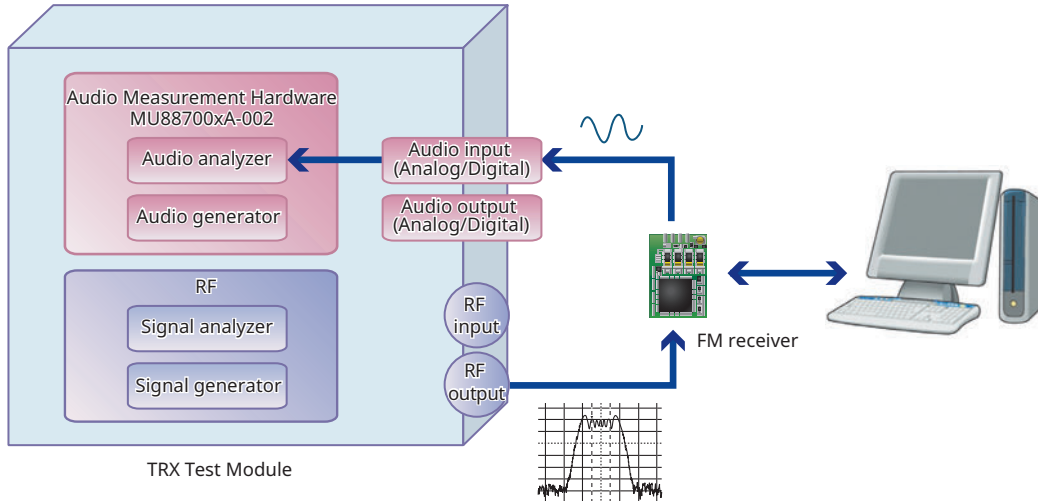 Audio Measurement Hardware
MU88700xA-002
Audio analyzer
Audio generator
Audio input
(Analog/Digital)
Audio output
(Analog/Digital)
RF
Signal analyzer
Signal generator
RF
input
RF
output
FM receiver
TRX Test Module